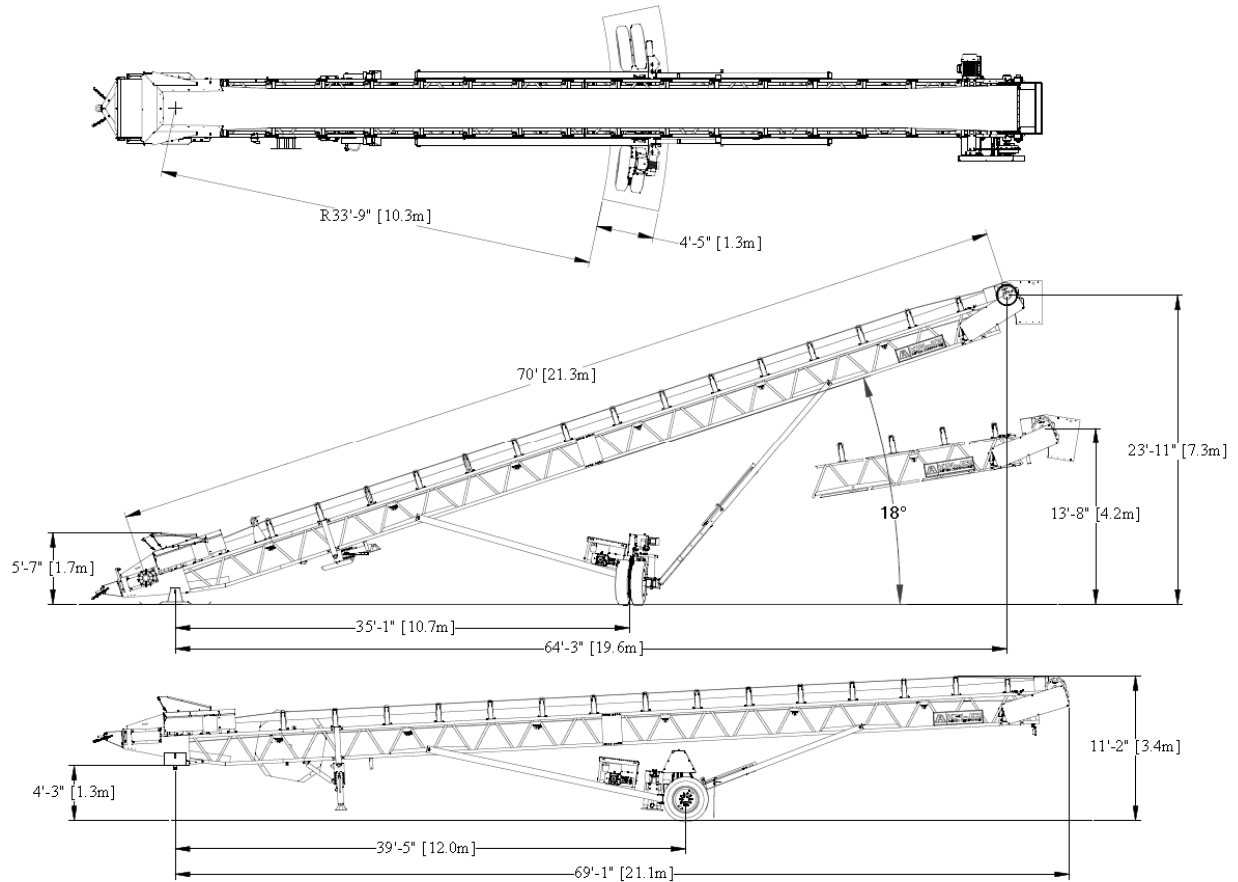 R33'-9" [10.3m]
4'-5" [1.3m]
70' [21.3m]
18°
23'-11" [7.3m]
13'-8" [4.2m]
5'-7" [1.7m]
35'-1" [10.7m]
64'-3" [19.6m]
11'-2" [3.4m]
4'-3" [1.3m]
39'-5" [12.0m]
69'-1" [21.1m]